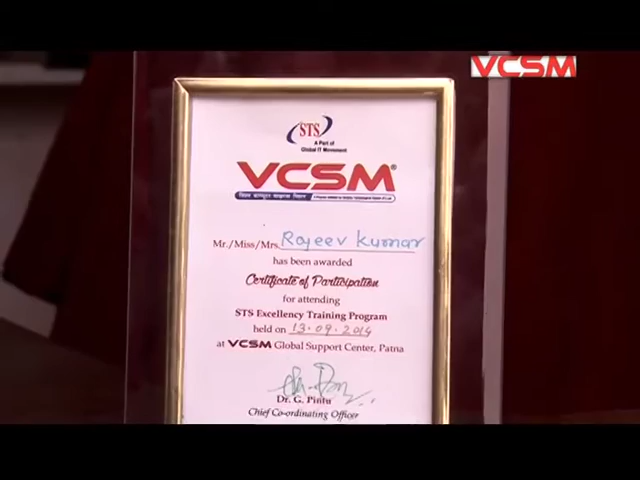 VCSM
STS
A Part of
Global IT Movement
VCSM®
Mr./Miss/Mrs. Rajeev Kumar
has been awarded
Certificate of Participation
for attending
STS Excellency Training Program
held on 13.09.2014
at VCSM Global Support Center, Patna
Dr. G. Pintu
Chief Co-ordinating Officer